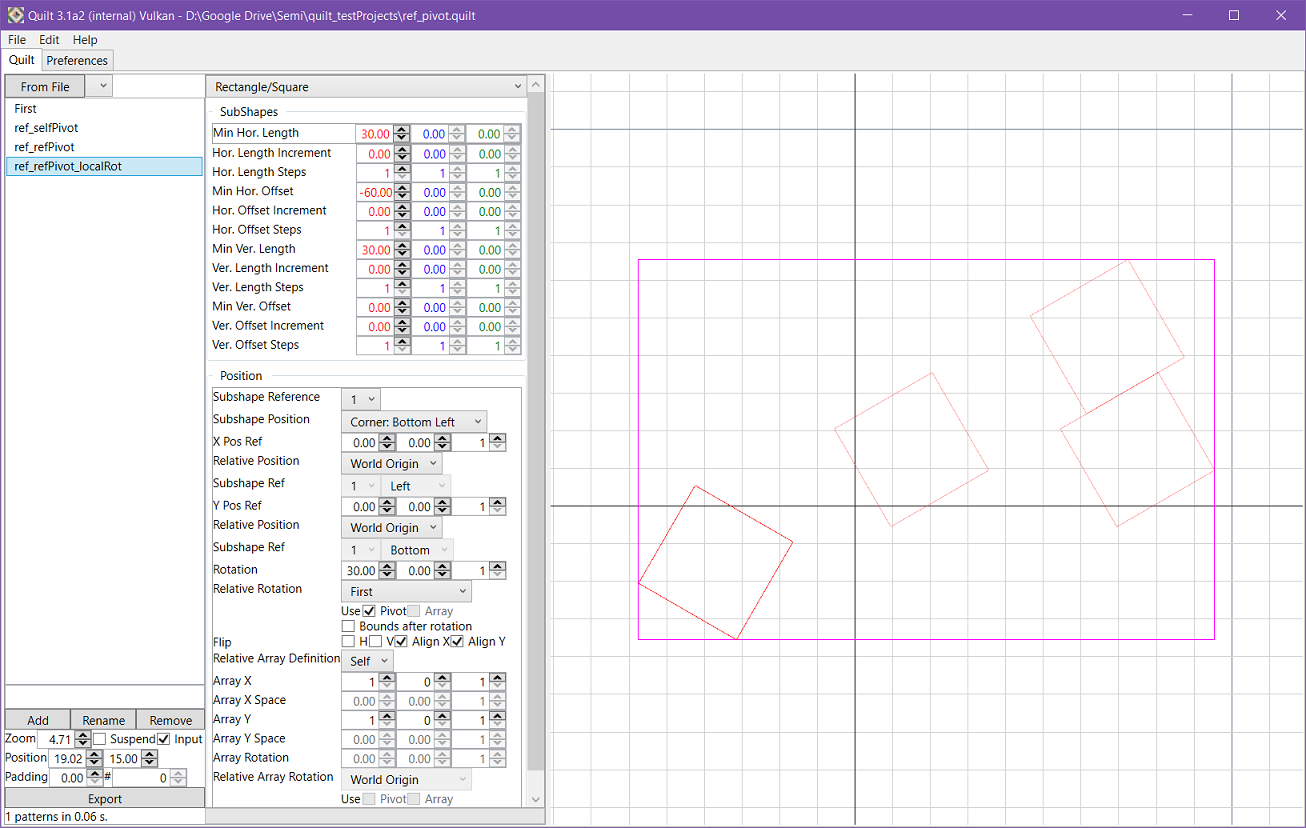 Quilt 3.1a2 (internal) Vulkan - D:\Google Drive\Semi\quilt_testProjects\ref_pivot.quilt
File Edit Help
Quilt Preferences
From File
First
ref_selfPivot
ref_refPivot
ref_refPivot_localRot
Rectangle/Square
SubShapes
Min Hor. Length 30.00 0.00 0.00
Hor. Length Increment 0.00 0.00 0.00
Hor. Length Steps 1 1 1
Min Hor. Offset -60.00 0.00 0.00
Hor. Offset Increment 0.00 0.00 0.00
Hor. Offset Steps 1 1 1
Min Ver. Length 30.00 0.00 0.00
Ver. Length Increment 0.00 0.00 0.00
Ver. Length Steps 1 1 1
Min Ver. Offset 0.00 0.00 0.00
Ver. Offset Increment 0.00 0.00 0.00
Ver. Offset Steps 1 1 1
Position
Subshape Reference 1
Subshape Position Corner: Bottom Left
X Pos Ref 0.00 0.00 1
Relative Position World Origin
Subshape Ref 1 Left
Y Pos Ref 0.00 0.00 1
Relative Position World Origin
Subshape Ref 1 Bottom
Rotation 30.00 0.00 1
Relative Rotation First
Use Pivot Array
Bounds after rotation
Flip H V Align X Align Y
Relative Array Definition Self
Array X 1 0 1
Array X Space 0.00 0.00 1
Array Y 1 0 1
Array Y Space 0.00 0.00 1
Array Rotation 0.00 0.00 1
Relative Array Rotation World Origin
Use Pivot Array
Add Rename Remove
Zoom 4.71 Suspend Input
Position 19.02 15.00
Padding 0.00 # 0
Export
1 patterns in 0.06 s.